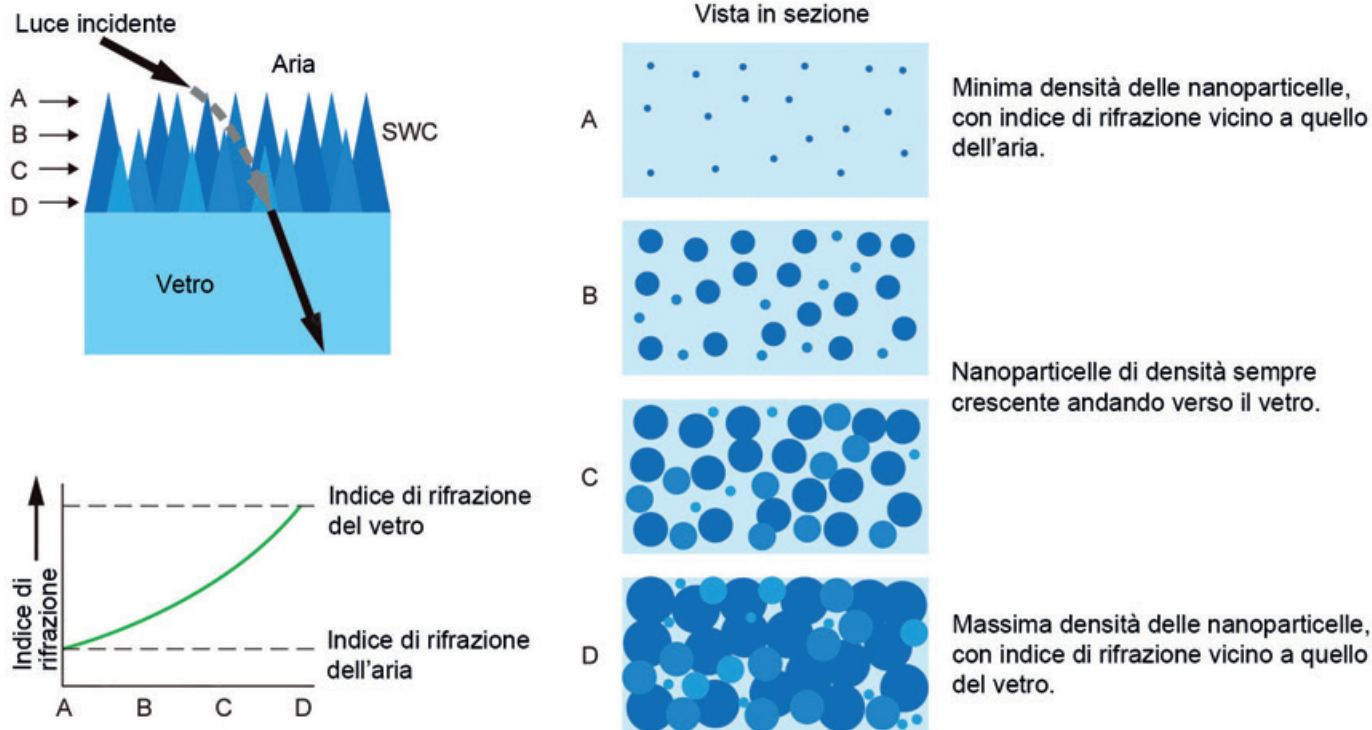 Luce incidente
Aria
A
B
C
D
SWC
Vetro
Indice di
rifrazione
Indice di rifrazione
del vetro
Indice di rifrazione
dell'aria
A B C D
Vista in sezione
A
Minima densità delle nanoparticelle,
con indice di rifrazione vicino a quello
dell'aria.
B
Nanoparticelle di densità sempre
crescente andando verso il vetro.
C
D
Massima densità delle nanoparticelle,
con indice di rifrazione vicino a quello
del vetro.